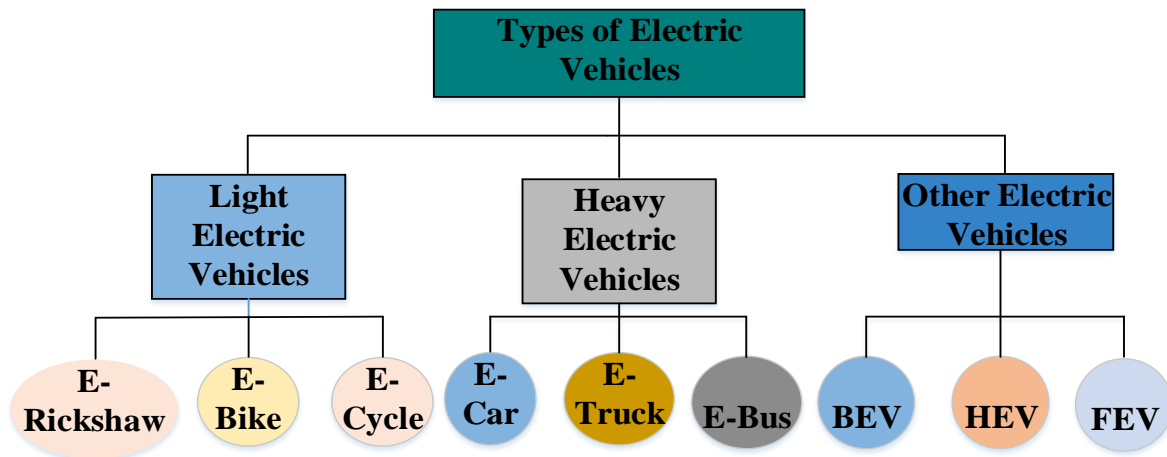 Types of Electric
Vehicles
Light
Electric
Vehicles
Heavy
Electric
Vehicles
Other Electric
Vehicles
E-
Rickshaw
E-
Bike
E-
Cycle
E-
Car
E-
Truck
E-Bus
BEV
HEV
FEV